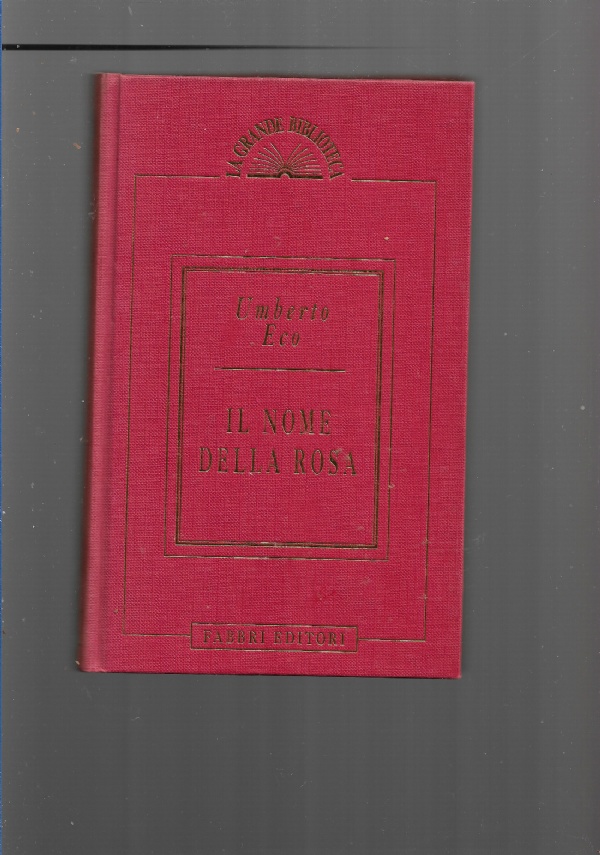 LA GRANDE BIBLIOTECA
Umberto
Eco
IL NOME
DELLA ROSA
FABBRI EDITORI